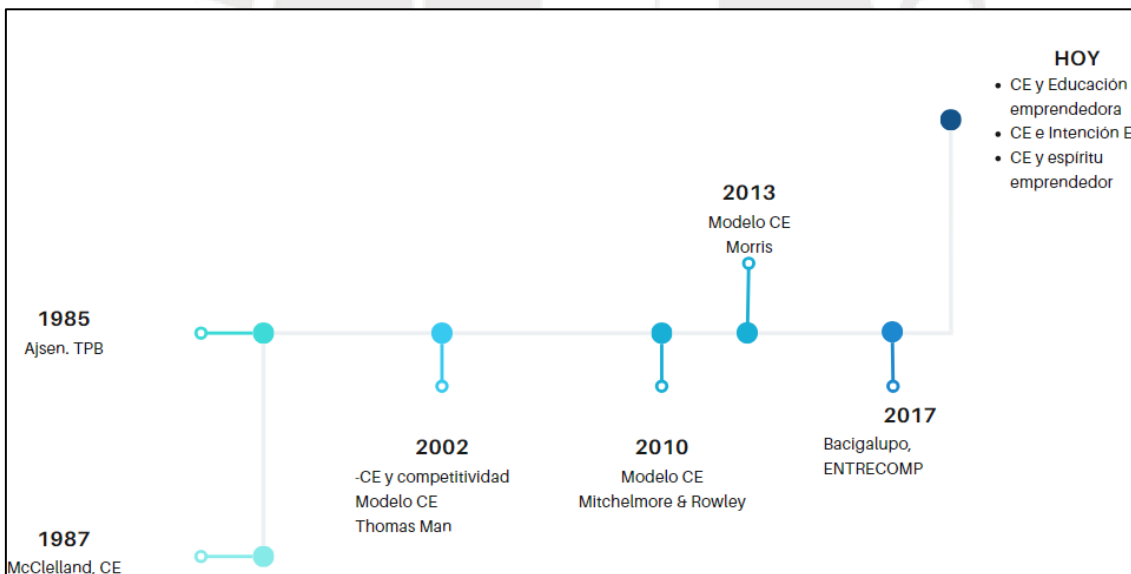 HOY
• CE y Educación
emprendedora
• CE e Intención E
• CE y espíritu
emprendedor
2013
Modelo CE
Morris
1985
Ajsen. TPB
2002
-CE y competitividad
Modelo CE
Thomas Man
2010
Modelo CE
Mitchelmore & Rowley
2017
Bacigalupo,
ENTRECOMP
1987
McClelland, CE